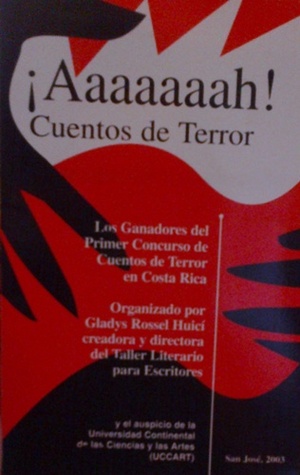 ¡Aaaaaaah!
Cuentos de Terror
Los Ganadores del
Primer Concurso de
Cuentos de Terror
en Costa Rica
Organizado por
Gladys Rossel Huicí
creadora y directora
del Taller Literario
para Escritores
y el auspicio de la
Universidad Continental
de las Ciencias y las Artes
(UCCART)
San José, 2003